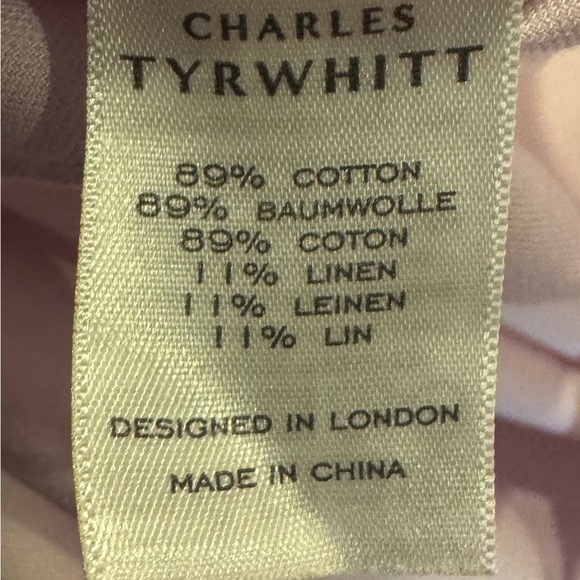 CHARLES
TYRWHITT
89% COTTON
89% BAUMWOLLE
89% COTON
11% LINEN
11% LEINEN
11% LIN
DESIGNED IN LONDON
MADE IN CHINA